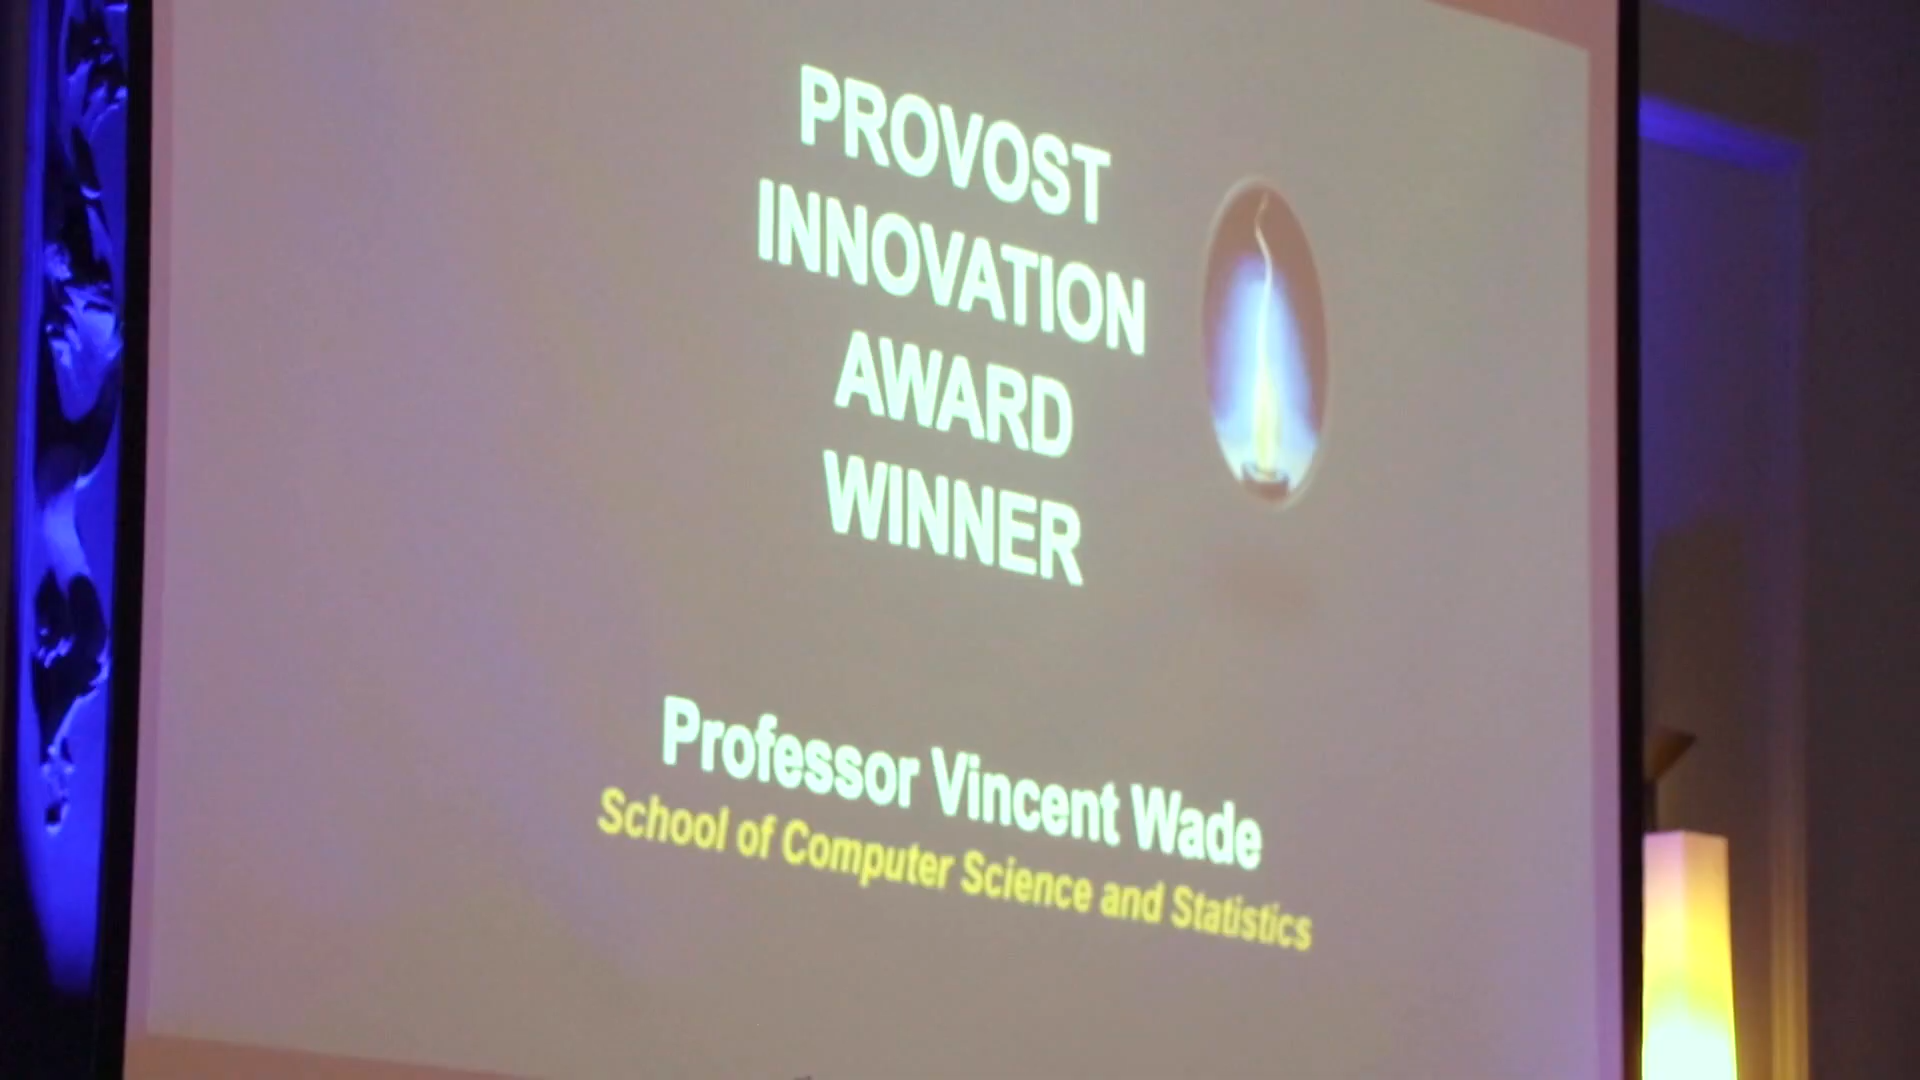 PROVOST
INNOVATION
AWARD
WINNER
Professor Vincent Wade
School of Computer Science and Statistics